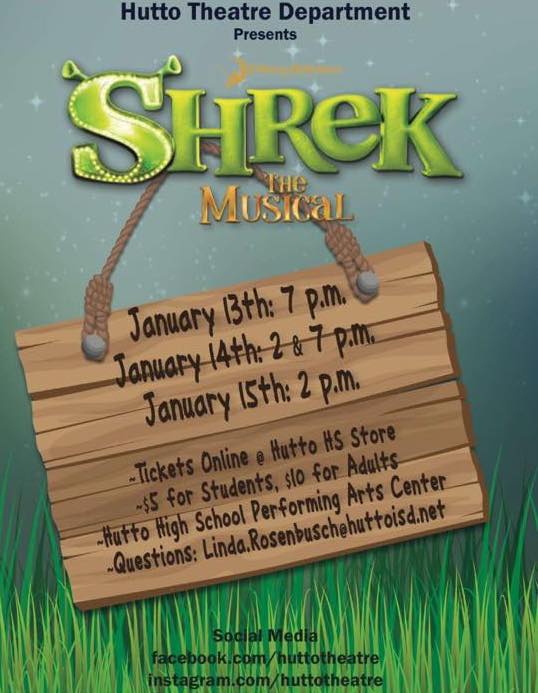 Hutto Theatre Department
Presents
SHReK
THE
MUSICAL
January 13th: 7 p.m.
January 14th: 2 & 7 p.m.
January 15th: 2 p.m.
~Tickets Online @ Hutto HS Store
~$5 for Students, $10 for Adults
~Hutto High School Performing Arts Center
~Questions: Linda.Rosenbusch@huttoisd.net
Social Media
facebook.com/huttotheatre
instagram.com/huttotheatre